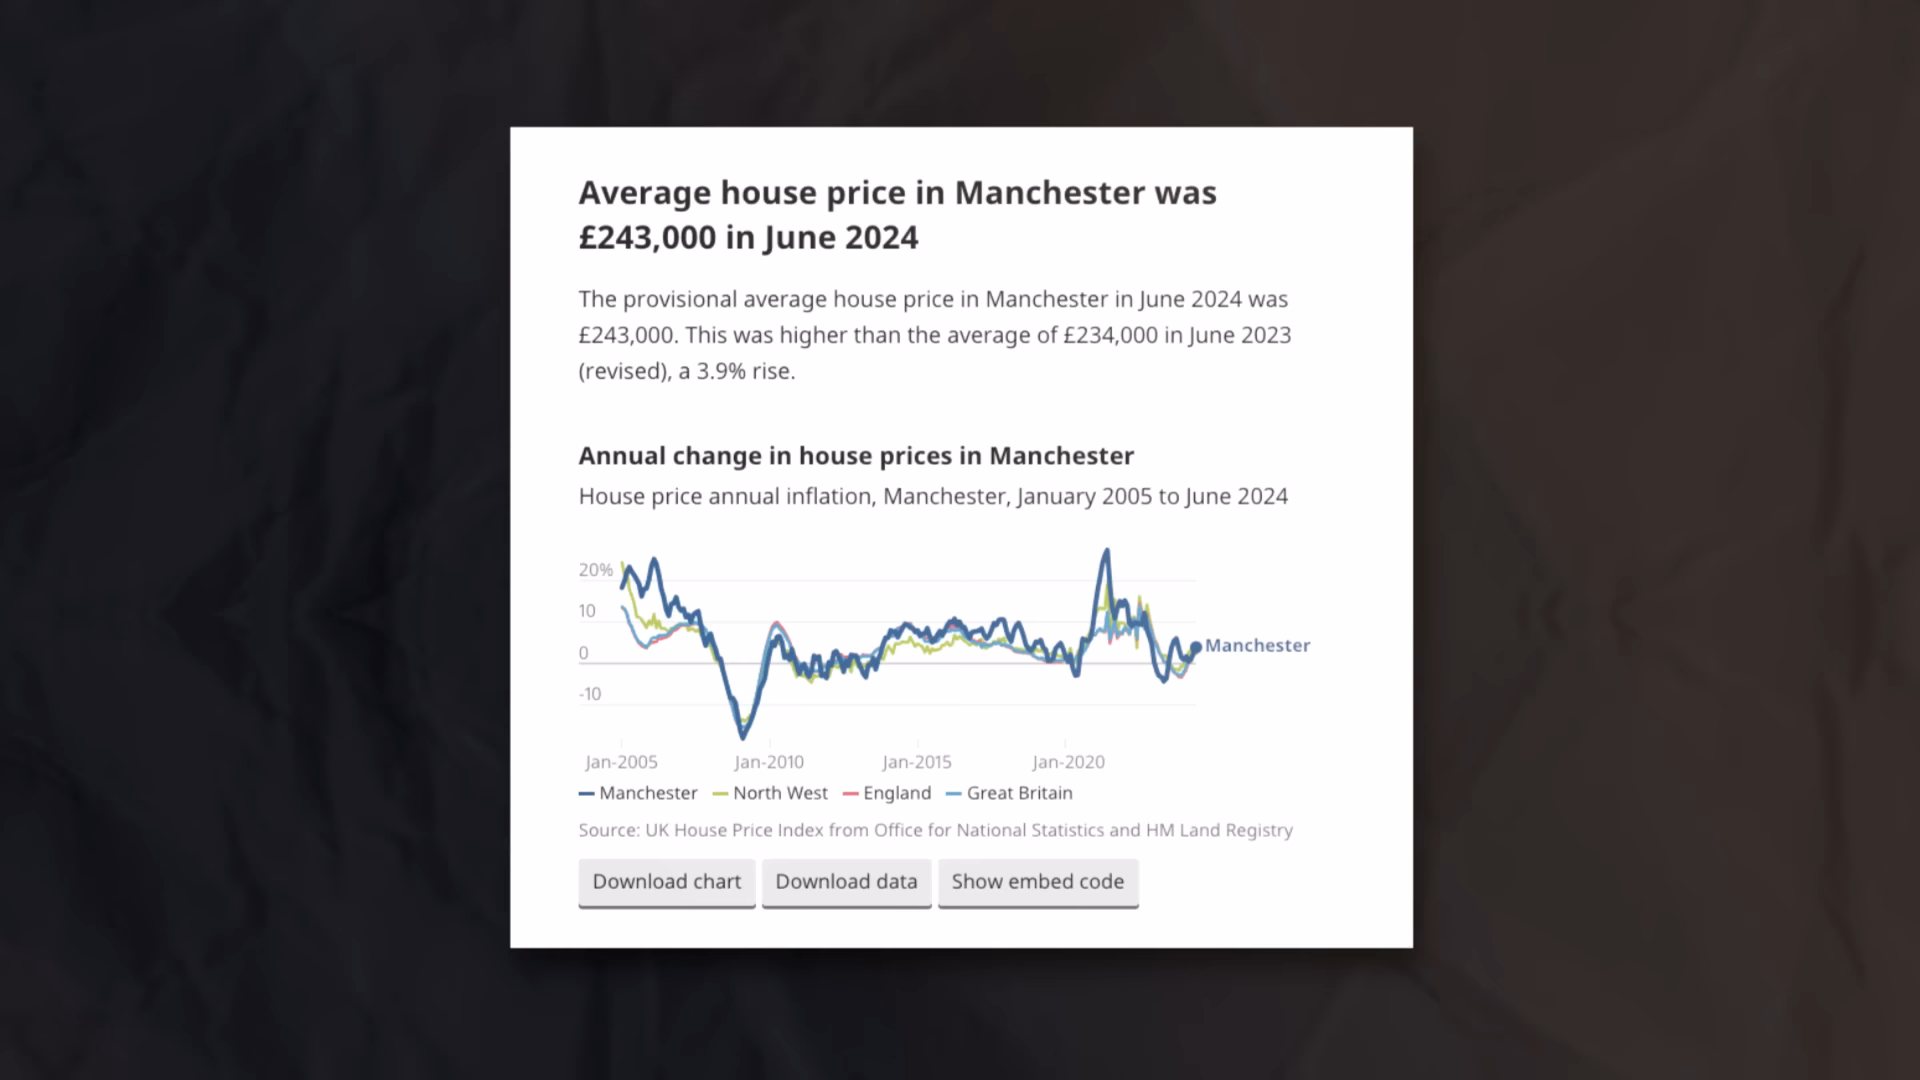 Average house price in Manchester was
£243,000 in June 2024
The provisional average house price in Manchester in June 2024 was
£243,000. This was higher than the average of £234,000 in June 2023
(revised), a 3.9% rise.
Annual change in house prices in Manchester
House price annual inflation, Manchester, January 2005 to June 2024
20%
10
0
-10
Manchester
Jan-2005 Jan-2010 Jan-2015 Jan-2020
Manchester North West England Great Britain
Source: UK House Price Index from Office for National Statistics and HM Land Registry
Download chart Download data Show embed code